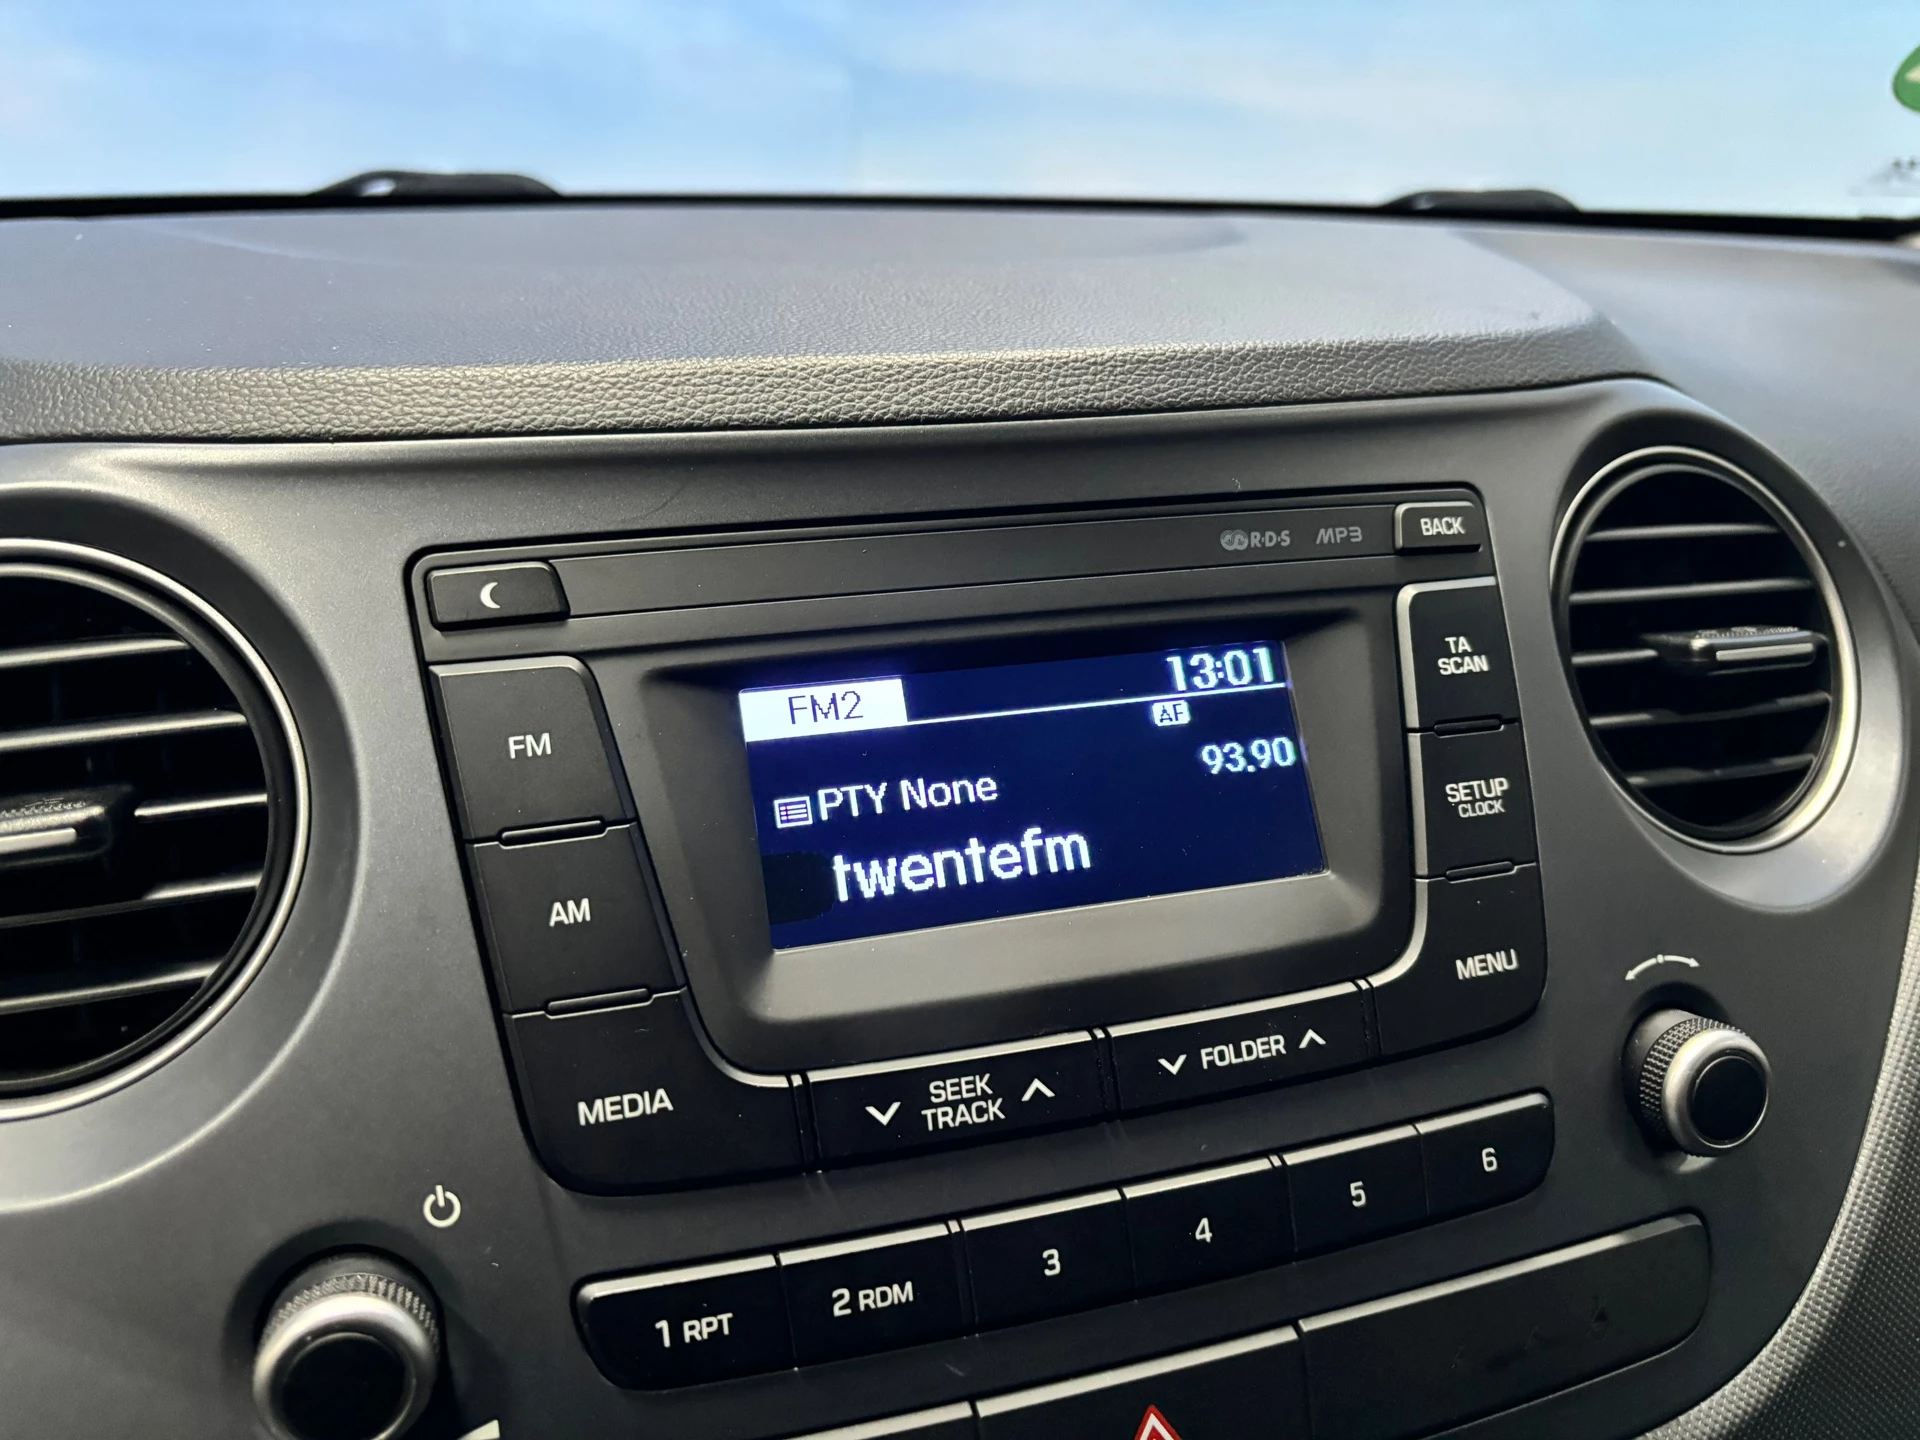 R·D·S MP3 BACK
FM2 13:01
AF
93.90
PTY None
twentefm
FM
AM
MEDIA
TA
SCAN
SETUP
CLOCK
MENU
SEEK
TRACK
FOLDER
1 RPT 2 RDM 3 4 5 6